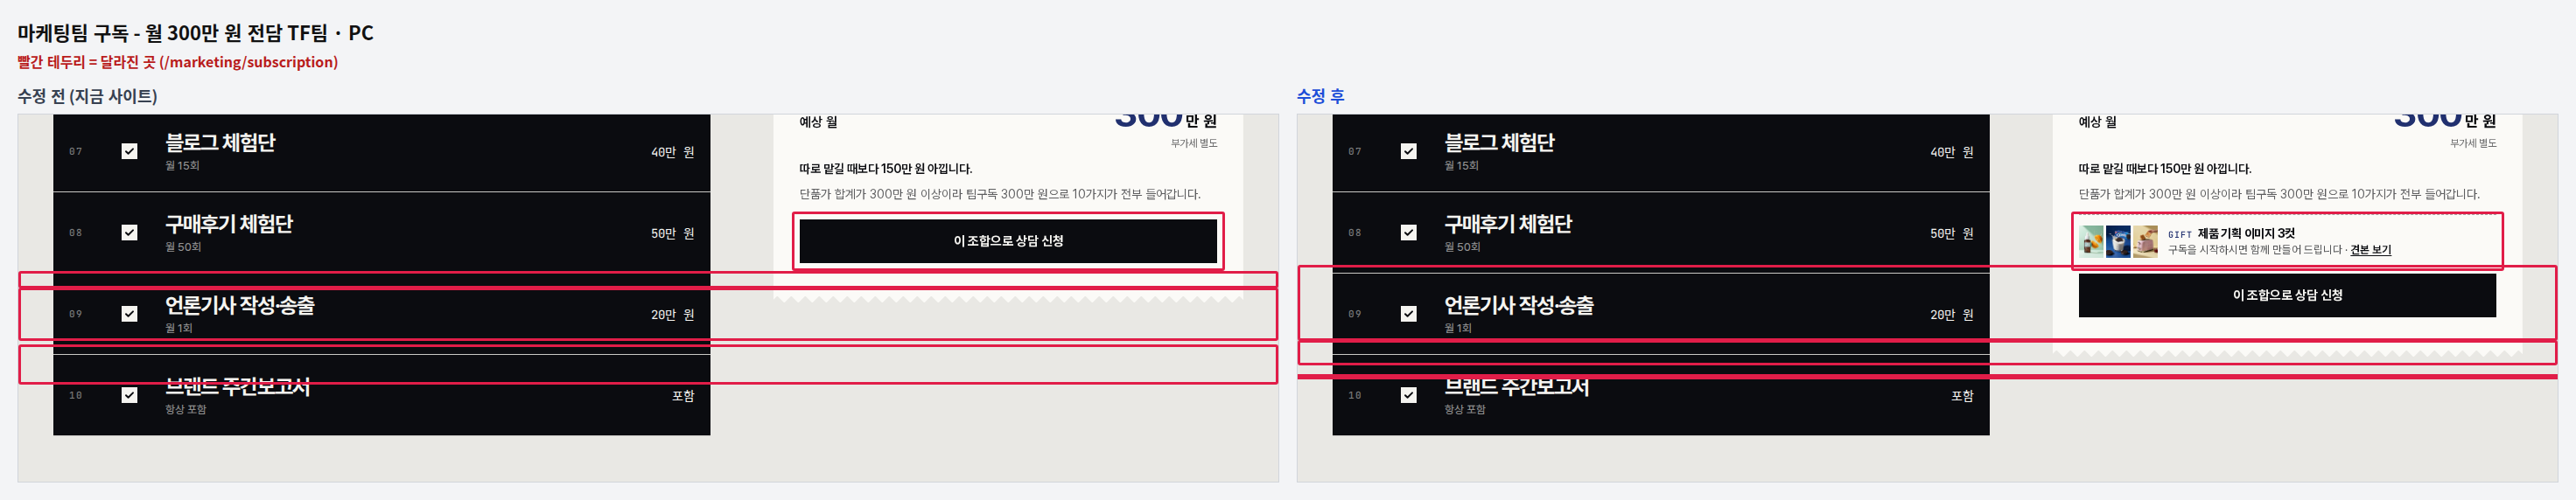 마케팅팀 구독 - 월 300만 원 전담 TF팀 · PC
빨간 테두리 = 달라진 곳 (/marketing/subscription)
수정 전 (지금 사이트)
07
블로그 체험단
월 15회
40만 원
08
구매후기 체험단
월 50회
50만 원
09
언론기사 작성·송출
월 1회
20만 원
10
브랜드 주간보고서
항상 포함
포함
예상 월
300만 원
부가세 별도
따로 맡길 때보다 150만 원 아낍니다.
단품가 합계가 300만 원 이상이라 팀구독 300만 원으로 10가지가 전부 들어갑니다.
이 조합으로 상담 신청
수정 후
07
블로그 체험단
월 15회
40만 원
08
구매후기 체험단
월 50회
50만 원
09
언론기사 작성·송출
월 1회
20만 원
10
브랜드 주간보고서
항상 포함
포함
예상 월
300만 원
부가세 별도
따로 맡길 때보다 150만 원 아낍니다.
단품가 합계가 300만 원 이상이라 팀구독 300만 원으로 10가지가 전부 들어갑니다.
GIFT 제품 기획 이미지 3컷
구독을 시작하시면 함께 만들어 드립니다 · 견본 보기
이 조합으로 상담 신청